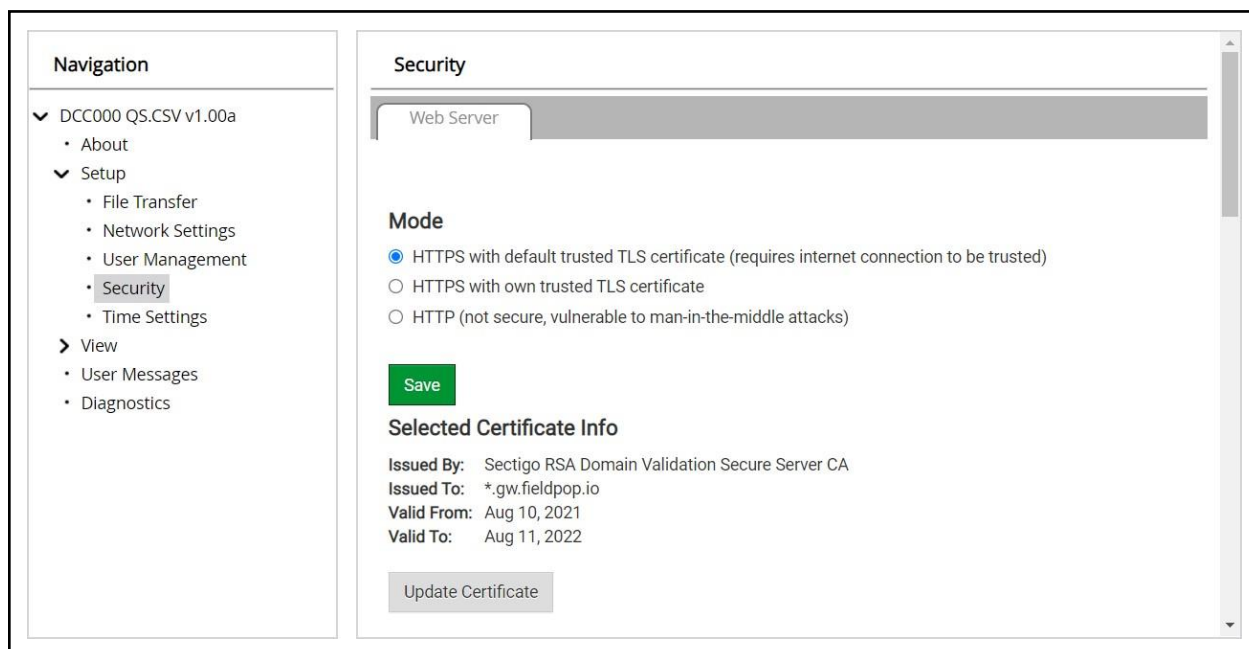 Navigation
DCC000 QS.CSV v1.00a
About
Setup
File Transfer
Network Settings
User Management
Security
Time Settings
View
User Messages
Diagnostics
Security
Web Server
Mode
HTTPS with default trusted TLS certificate (requires internet connection to be trusted)
HTTPS with own trusted TLS certificate
HTTP (not secure, vulnerable to man-in-the-middle attacks)
Save
Selected Certificate Info
Issued By: Sectigo RSA Domain Validation Secure Server CA
Issued To: *.gw.fieldpop.io
Valid From: Aug 10, 2021
Valid To: Aug 11, 2022
Update Certificate